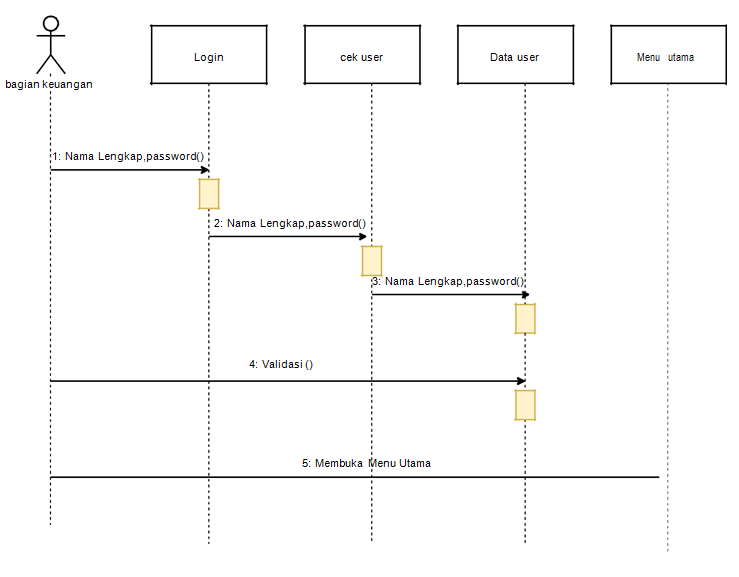 Login
cek user
Data user
Menu utama
bagian keuangan
1: Nama Lengkap,password()
2: Nama Lengkap,password()
3: Nama Lengkap,password()
4: Validasi ()
5: Membuka Menu Utama